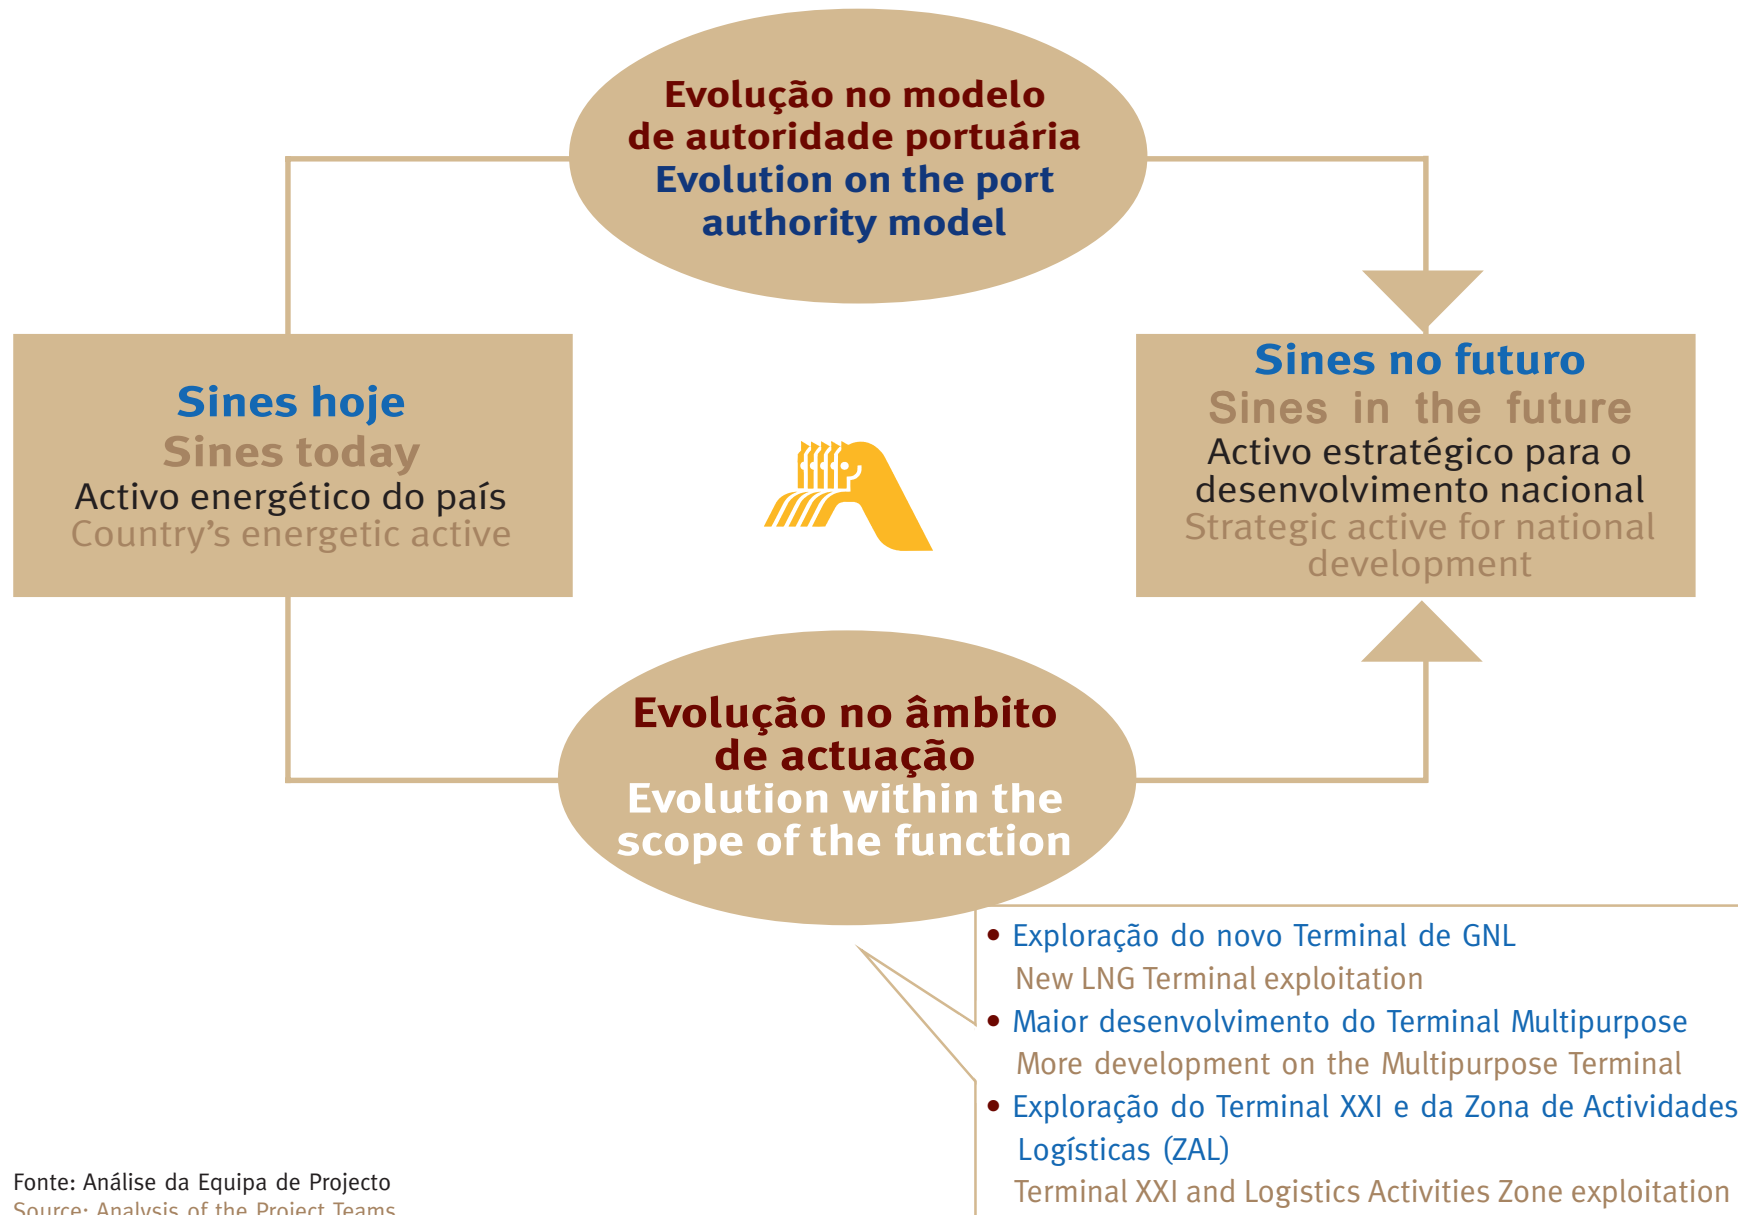 Evolução no modelo
de autoridade portuária
Evolution on the port
authority model
Sines hoje
Sines today
Activo energético do país
Country’s energetic active
Sines no futuro
Sines in the future
Activo estratégico para o
desenvolvimento nacional
Strategic active for national
development
Evolução no âmbito
de actuação
Evolution within the
scope of the function
• Exploração do novo Terminal de GNL
New LNG Terminal exploitation
• Maior desenvolvimento do Terminal Multipurpose
More development on the Multipurpose Terminal
• Exploração do Terminal XXI e da Zona de Actividades
Logísticas (ZAL)
Terminal XXI and Logistics Activities Zone exploitation
Fonte: Análise da Equipa de Projecto
Source: Analysis of the Project Teams